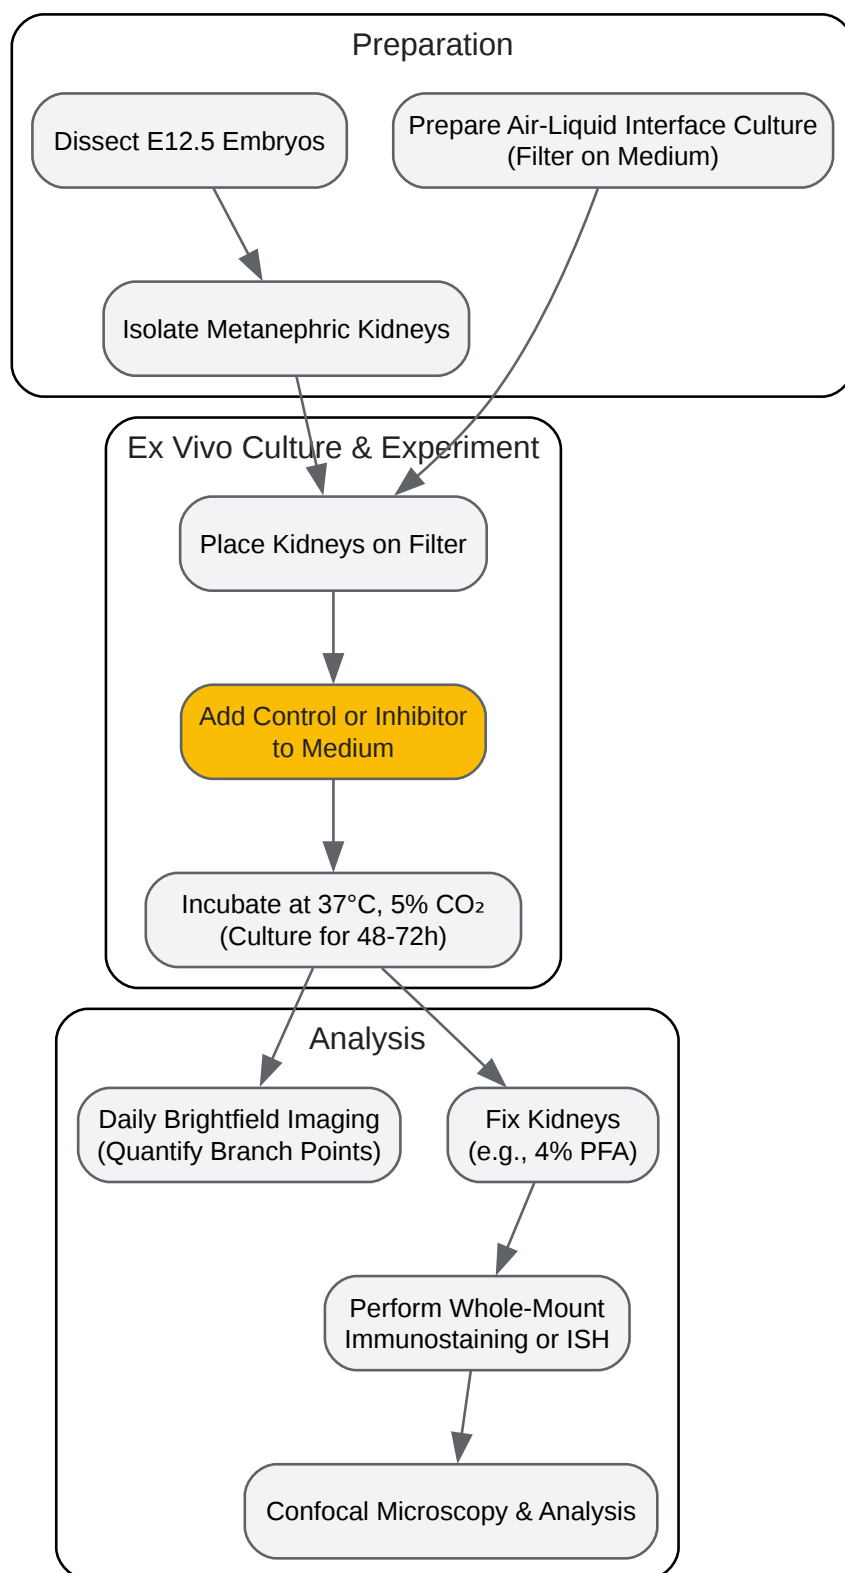 Preparation
Dissect E12.5 Embryos
Prepare Air-Liquid Interface Culture
(Filter on Medium)
Isolate Metanephric Kidneys
Ex Vivo Culture & Experiment
Place Kidneys on Filter
Add Control or Inhibitor
to Medium
Incubate at 37°C, 5% CO₂
(Culture for 48-72h)
Analysis
Daily Brightfield Imaging
(Quantify Branch Points)
Fix Kidneys
(e.g., 4% PFA)
Perform Whole-Mount
Immunostaining or ISH
Confocal Microscopy & Analysis